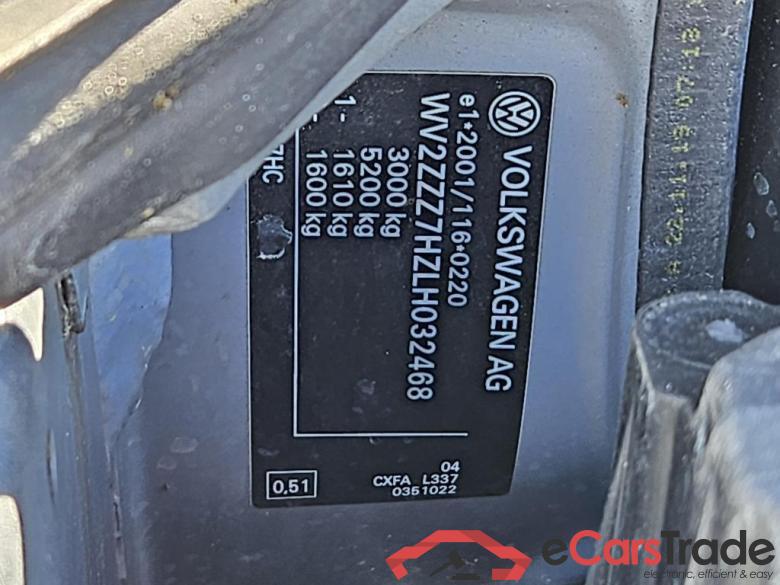 VOLKSWAGEN AG
e1*2001/116*0220
WV2ZZZ7HZLH032468
3000 kg
5200 kg
1- 1610 kg
1600 kg
7HC
04
CXFA L337
0351022
0,51
eCarsTrade
electronic, efficient & easy